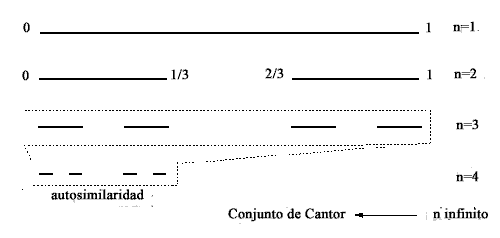 0 1 n=1
0 1/3 2/3 1 n=2
n=3
n=4
autosimilaridad
Conjunto de Cantor n infinito